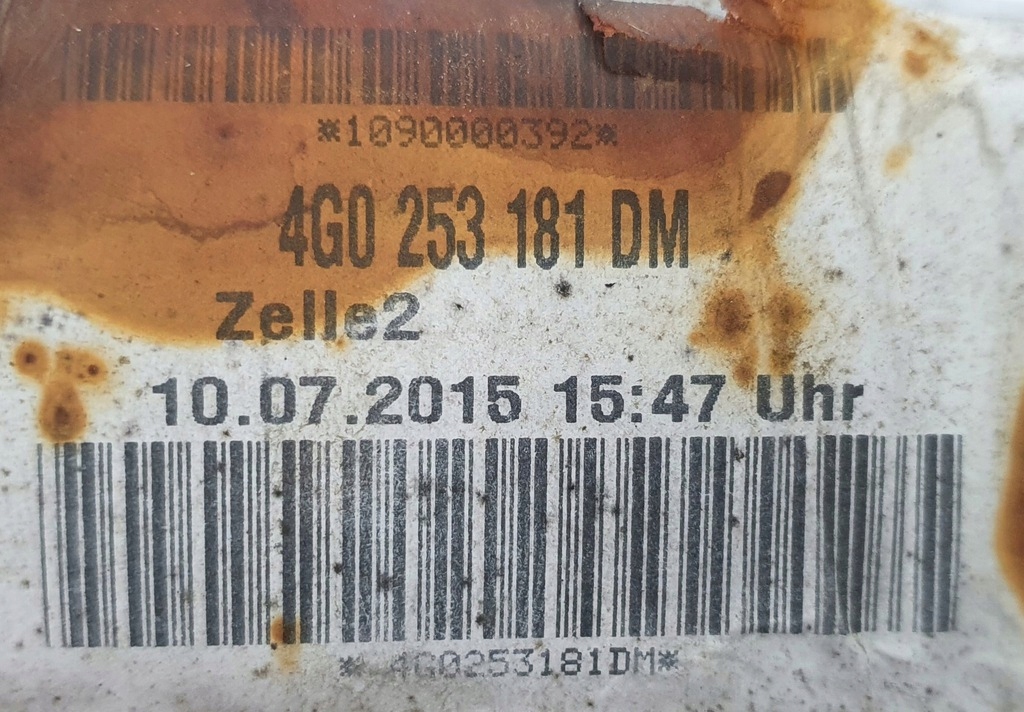 *1090000392*
4G0 253 181 DM
Zelle2
10.07.2015 15:47 Uhr
* 4G0253181DM*